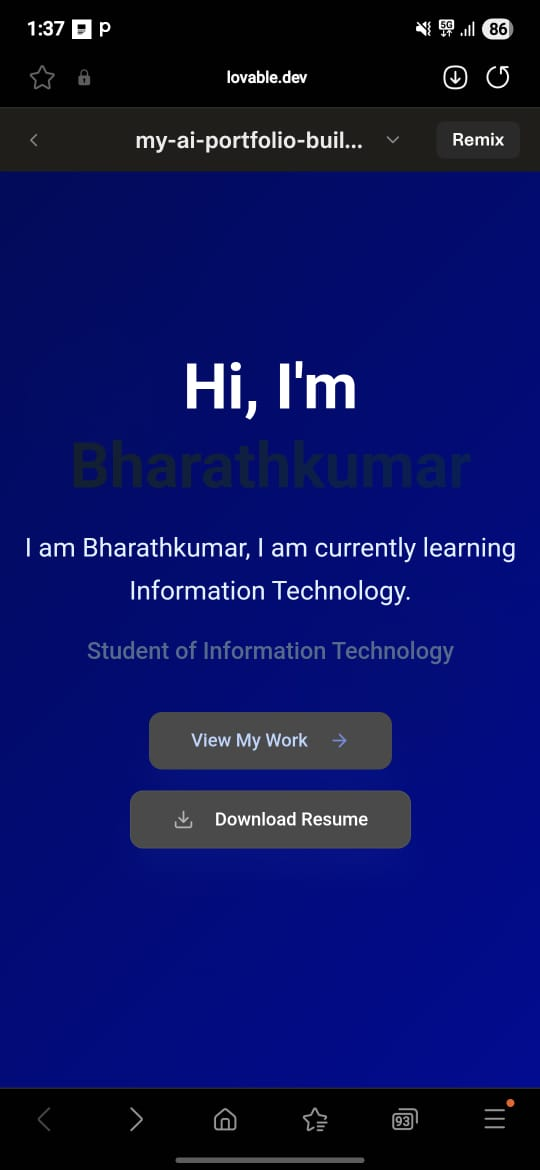 1:37 P 5G 86
lovable.dev
my-ai-portfolio-buil... Remix
Hi, I'm
Bharathkumar
I am Bharathkumar, I am currently learning
Information Technology.
Student of Information Technology
View My Work
Download Resume
93